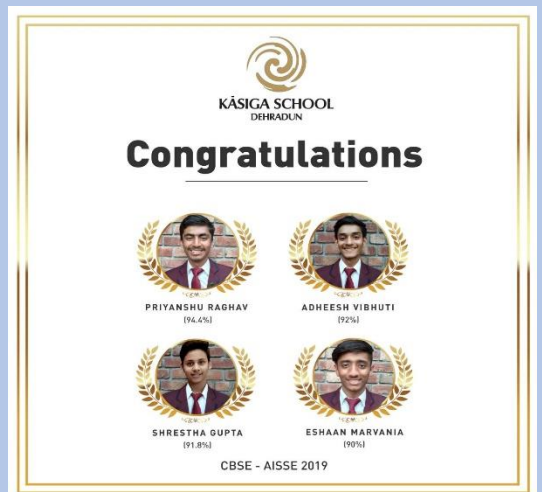 KĀSIGA SCHOOL
DEHRADUN
Congratulations
PRIYANSHU RAGHAV
(94.4%)
ADHEESH VIBHUTI
(92%)
SHRESTHA GUPTA
(91.8%)
ESHAAN MARVANIA
(90%)
CBSE - AISSE 2019